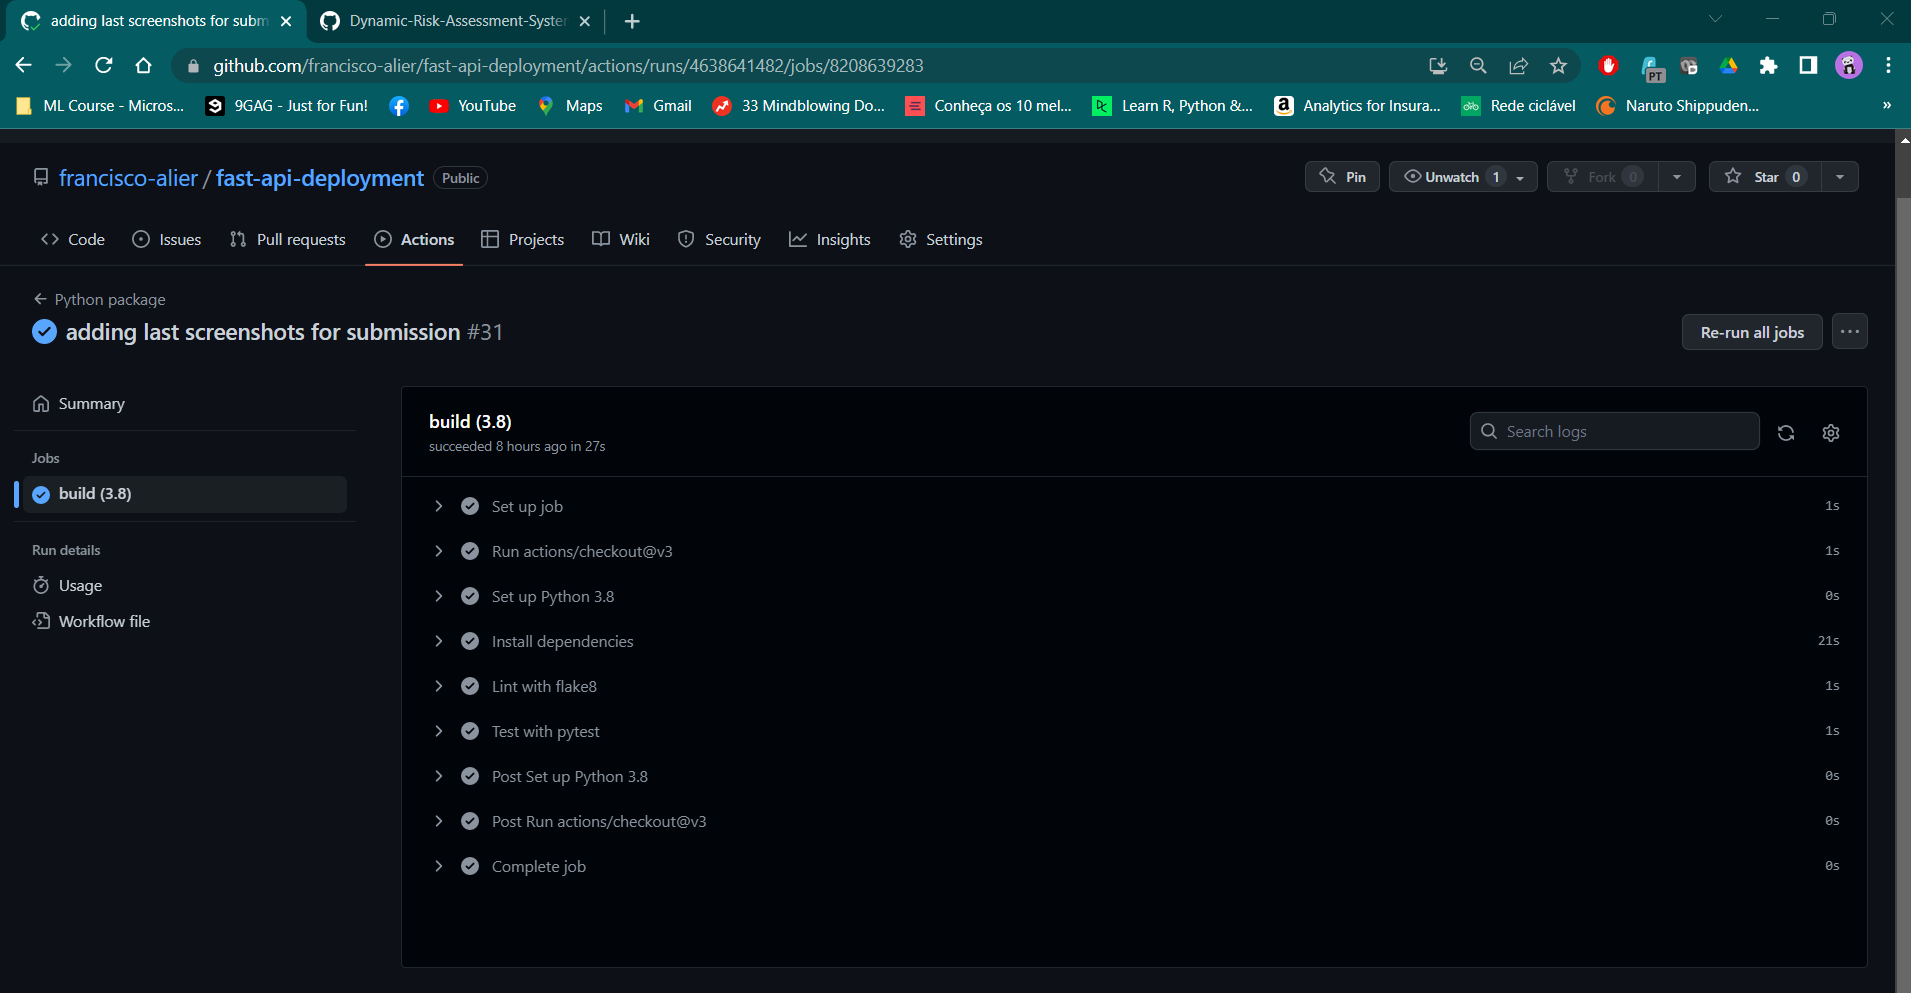 adding last screenshots for subm
Dynamic-Risk-Assessment-Syster
github.com/francisco-alier/fast-api-deployment/actions/runs/4638641482/jobs/8208639283
PT
ML Course - Micros...
9GAG - Just for Fun!
YouTube
Maps
Gmail
33 Mindblowing Do...
Conheça os 10 mel...
Learn R, Python &...
Analytics for Insura...
Rede ciclável
Naruto Shippuden...
»
francisco-alier / fast-api-deployment Public
Pin
Unwatch 1
Fork 0
Star 0
Code
Issues
Pull requests
Actions
Projects
Wiki
Security
Insights
Settings
← Python package
adding last screenshots for submission #31
Re-run all jobs
Summary
Jobs
build (3.8)
Run details
Usage
Workflow file
build (3.8)
succeeded 8 hours ago in 27s
Search logs
Set up job 1s
Run actions/checkout@v3 1s
Set up Python 3.8 0s
Install dependencies 21s
Lint with flake8 1s
Test with pytest 1s
Post Set up Python 3.8 0s
Post Run actions/checkout@v3 0s
Complete job 0s